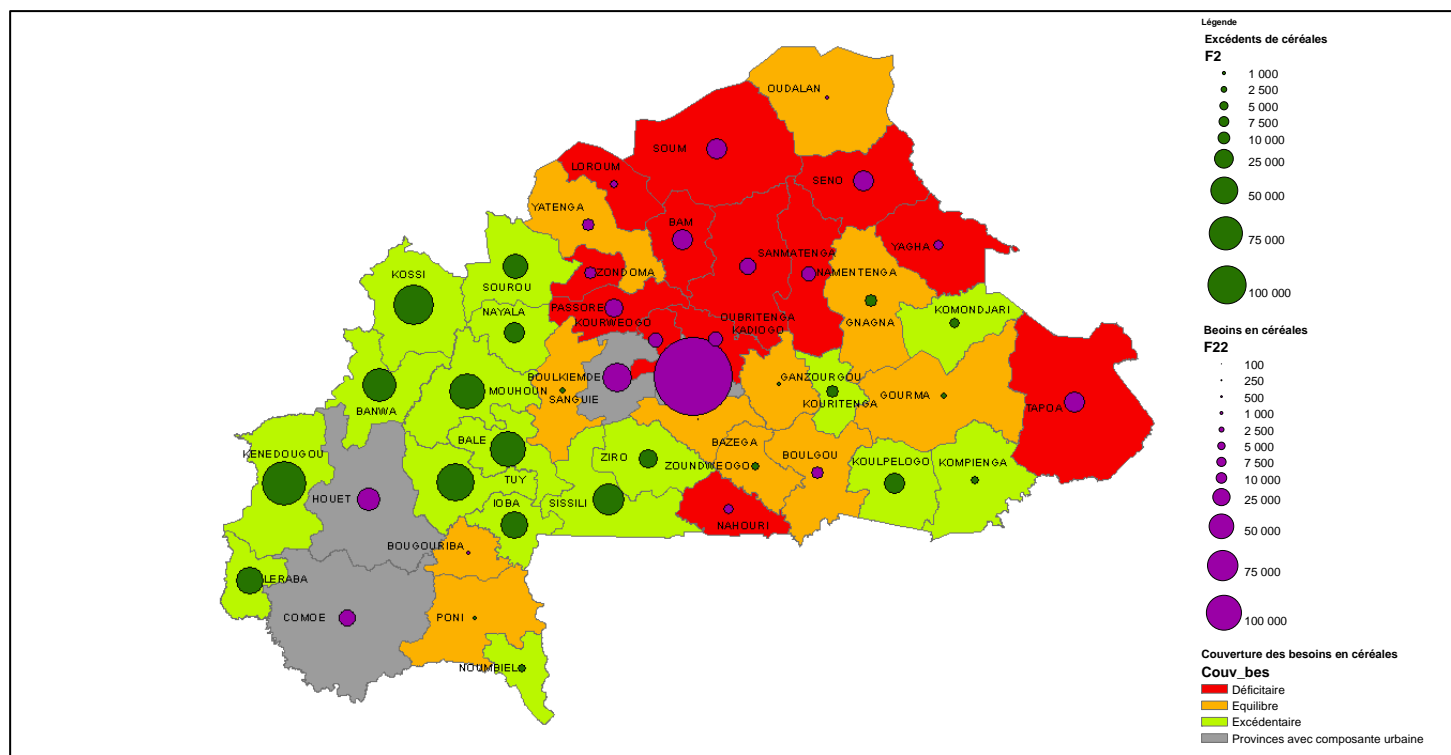 Légende
Excédents de céréales
F2
1 000
2 500
5 000
7 500
10 000
25 000
50 000
75 000
100 000
Beoins en céréales
F22
100
250
500
1 000
2 500
5 000
7 500
10 000
25 000
50 000
75 000
100 000
Couverture des besoins en céréales
Couv_bes
Déficitaire
Equilibre
Excédentaire
Provinces avec composante urbaine
OUDALAN
SOUM
LOROUM
SENO
YATENGA
BAM
YAGHA
SANMATENGA
ZONDOMA
NAMENTENGA
KOSSI
SOUROU
PASSORE
NAYALA
KOURWEOGO
OUBRITENGA
KADIOGO
GNAGNA
KOMONDJARI
BOULKIEMDE
MOUHOUN
SANGUIE
GANZOURGOU
KOURITENGA
GOURMA
TAPOA
BANWA
BALE
BAZEGA
KENEDOUGOU
ZIRO
ZOUNDWEOGO
BOULGOU
KOULPELOGO
KOMPIENGA
TUY
HOUET
IOBA
SISSILI
NAHOURI
BOUGOURIBA
LERABA
COMOE
PONI
NOUMBIEL